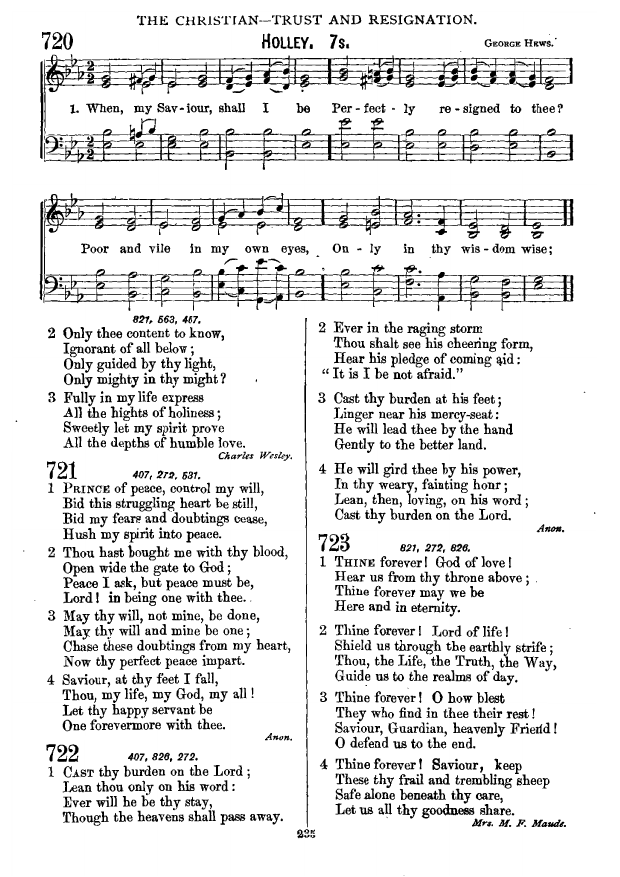 THE CHRISTIAN—TRUST AND RESIGNATION.
720 HOLLEY. 7s. GEORGE HEWS.
1. When, my Sav-iour, shall I be Per-fect-ly re-signed to thee?
Poor and vile in my own eyes, On-ly in thy wis-dom wise;
821, 563, 457.
2 Only thee content to know,
Ignorant of all below;
Only guided by thy light,
Only mighty in thy might?
3 Fully in my life express
All the hights of holiness;
Sweetly let my spirit prove
All the depths of humble love.
Charles Wesley.
721 407, 272, 531.
1 PRINCE of peace, control my will,
Bid this struggling heart be still,
Bid my fears and doubtings cease,
Hush my spirit into peace.
2 Thou hast bought me with thy blood,
Open wide the gate to God;
Peace I ask, but peace must be,
Lord! in being one with thee.
3 May thy will, not mine, be done,
May thy will and mine be one;
Chase these doubtings from my heart,
Now thy perfect peace impart.
4 Saviour, at thy feet I fall,
Thou, my life, my God, my all!
Let thy happy servant be
One forevermore with thee.
Anon.
722 407, 826, 272.
1 CAST thy burden on the Lord;
Lean thou only on his word:
Ever will he be thy stay,
Though the heavens shall pass away.
2 Ever in the raging storm
Thou shalt see his cheering form,
Hear his pledge of coming aid:
"It is I be not afraid."
3 Cast thy burden at his feet;
Linger near his mercy-seat:
He will lead thee by the hand
Gently to the better land.
4 He will gird thee by his power,
In thy weary, fainting hour;
Lean, then, loving, on his word;
Cast thy burden on the Lord.
Anon.
723 821, 272, 826.
1 THINE forever! God of love!
Hear us from thy throne above;
Thine forever may we be
Here and in eternity.
2 Thine forever! Lord of life!
Shield us through the earthly strife;
Thou, the Life, the Truth, the Way,
Guide us to the realms of day.
3 Thine forever! O how blest
They who find in thee their rest!
Saviour, Guardian, heavenly Friend!
O defend us to the end.
4 Thine forever! Saviour, keep
These thy frail and trembling sheep
Safe alone beneath thy care,
Let us all thy goodness share.
Mrs. M. F. Maude.
235